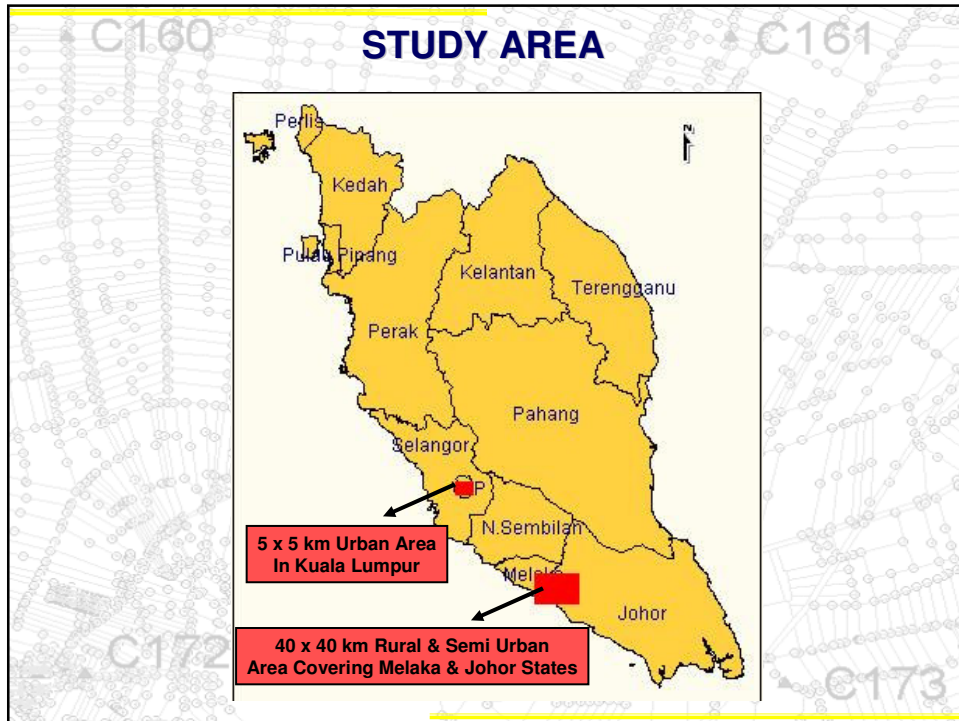 C160
STUDY AREA
C161
Perlis
Kedah
Pulau Pinang
Kelantan
Terengganu
Perak
Pahang
Selangor
P
N.Sembilan
Melaka
Johor
5 x 5 km Urban Area
In Kuala Lumpur
40 x 40 km Rural & Semi Urban
Area Covering Melaka & Johor States
C172
C173